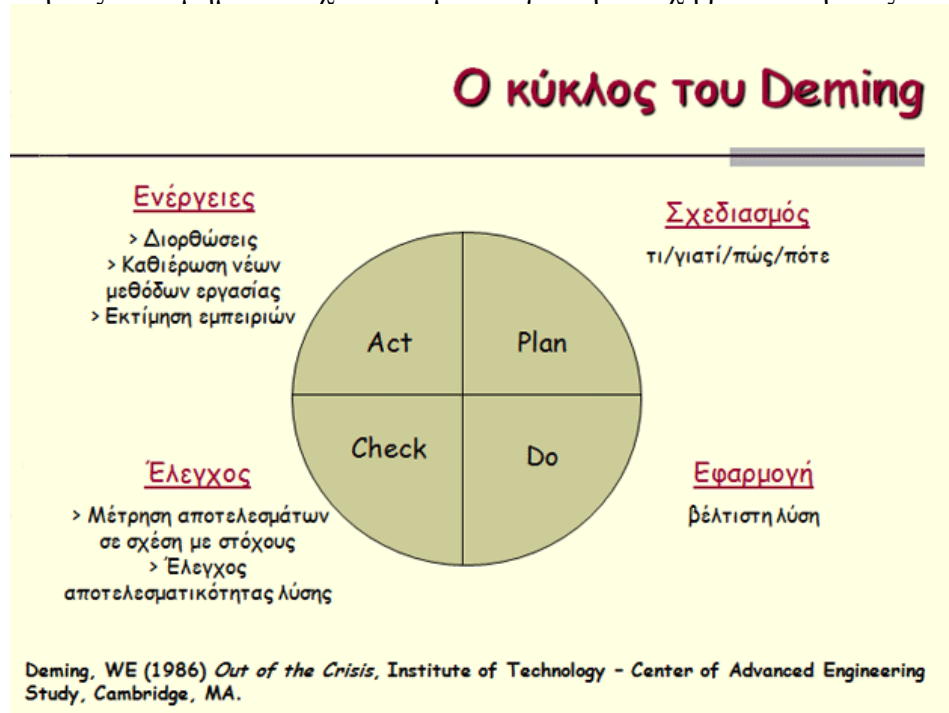 Ο κύκλος του Deming
Ενέργειες
> Διορθώσεις
> Καθιέρωση νέων
μεθόδων εργασίας
> Εκτίμηση εμπειριών
Σχεδιασμός
τι/γιατί/πώς/πότε
Act
Plan
Check
Do
Έλεγχος
> Μέτρηση αποτελεσμάτων
σε σχέση με στόχους
> Έλεγχος
αποτελεσματικότητας λύσης
Εφαρμογή
βέλτιστη λύση
Deming, WE (1986) Out of the Crisis, Institute of Technology – Center of Advanced Engineering
Study, Cambridge, MA.